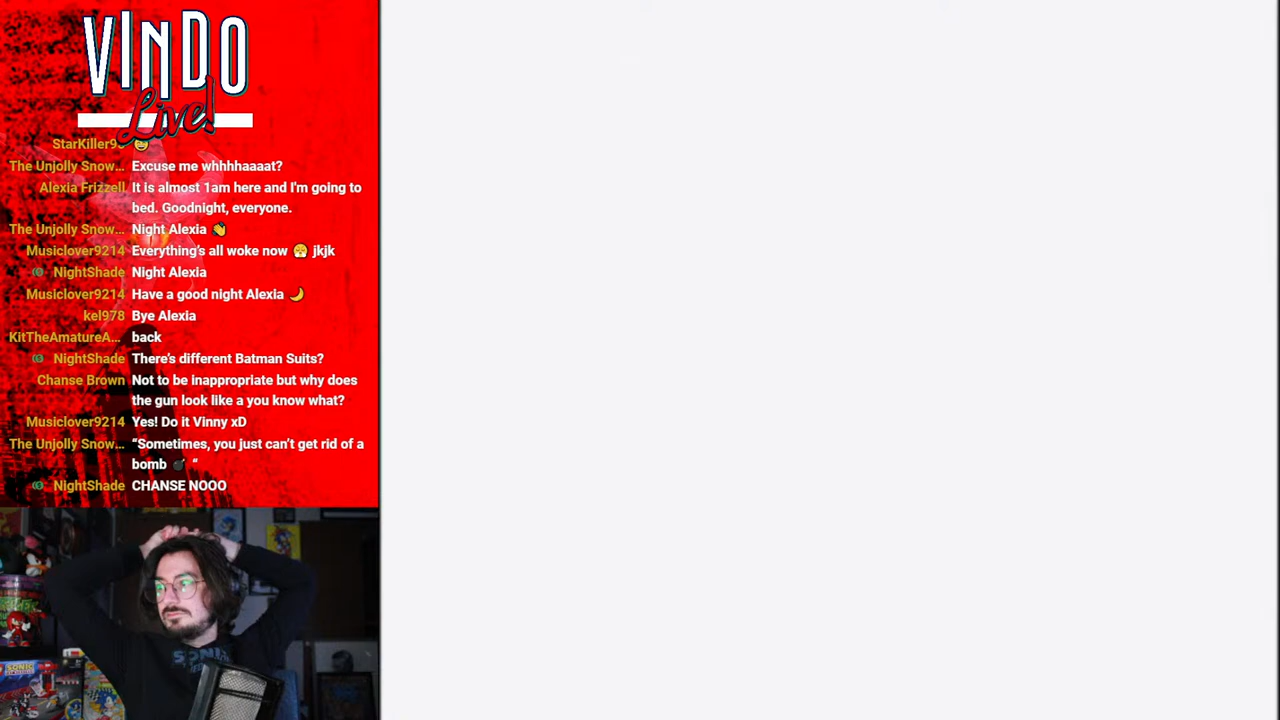 VINDO
Live!
StarKiller9
The Unjolly Snow... Excuse me whhhhaaaat?
Alexia Frizzell It is almost 1am here and I'm going to
bed. Goodnight, everyone.
The Unjolly Snow... Night Alexia 👋
Musiclover9214 Everything's all woke now 😤 jkjk
NightShade Night Alexia
Musiclover9214 Have a good night Alexia 🌙
kel978 Bye Alexia
KitTheAmatureA... back
NightShade There's different Batman Suits?
Chanse Brown Not to be inappropriate but why does
the gun look like a you know what?
Musiclover9214 Yes! Do it Vinny xD
The Unjolly Snow... “Sometimes, you just can't get rid of a
bomb 💣 “
NightShade CHANSE NOOO
SONIC